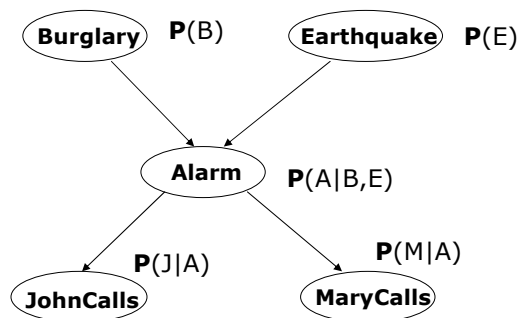 Burglary P(B)
Earthquake P(E)
Alarm
P(A|B,E)
P(J|A)
P(M|A)
JohnCalls
MaryCalls